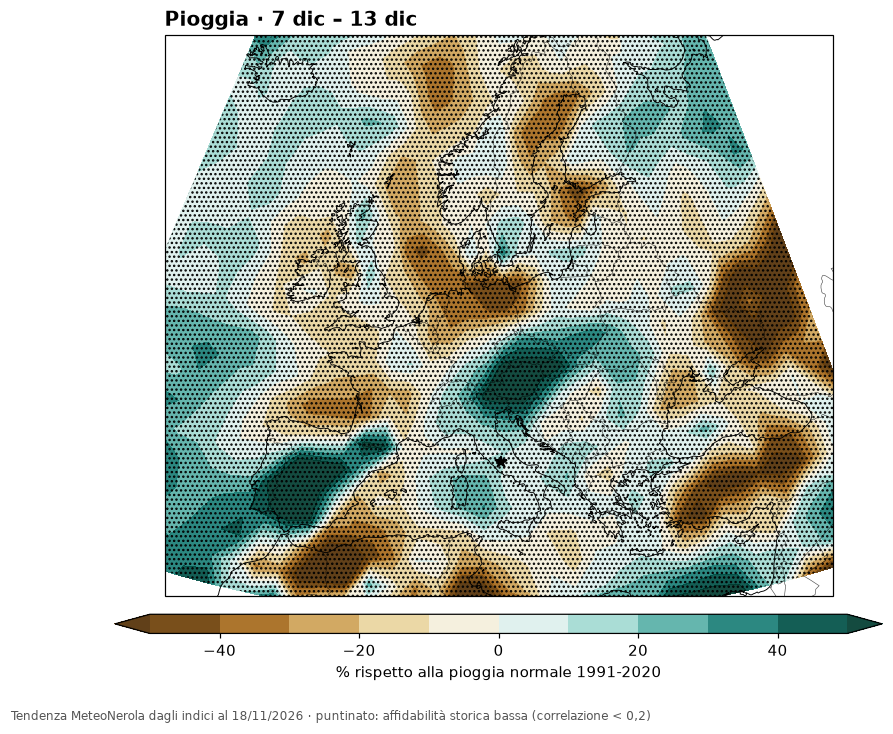 Pioggia · 7 dic – 13 dic
−40 −20 0 20 40
% rispetto alla pioggia normale 1991-2020
Tendenza MeteoNerola dagli indici al 18/11/2026 · puntinato: affidabilità storica bassa (correlazione < 0,2)